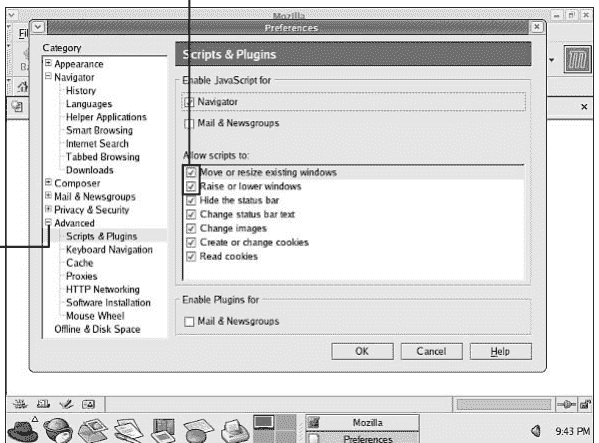 Mozilla
Preferences
Category
Appearance
Navigator
History
Languages
Helper Applications
Smart Browsing
Internet Search
Tabbed Browsing
Downloads
Composer
Mail & Newsgroups
Privacy & Security
Advanced
Scripts & Plugins
Keyboard Navigation
Cache
Proxies
HTTP Networking
Software Installation
Mouse Wheel
Offline & Disk Space
Scripts & Plugins
Enable JavaScript for
Navigator
Mail & Newsgroups
Allow scripts to:
Move or resize existing windows
Raise or lower windows
Hide the status bar
Change status bar text
Change images
Create or change cookies
Read cookies
Enable Plugins for
Mail & Newsgroups
OK
Cancel
Help
Mozilla
Preferences
9:43 PM